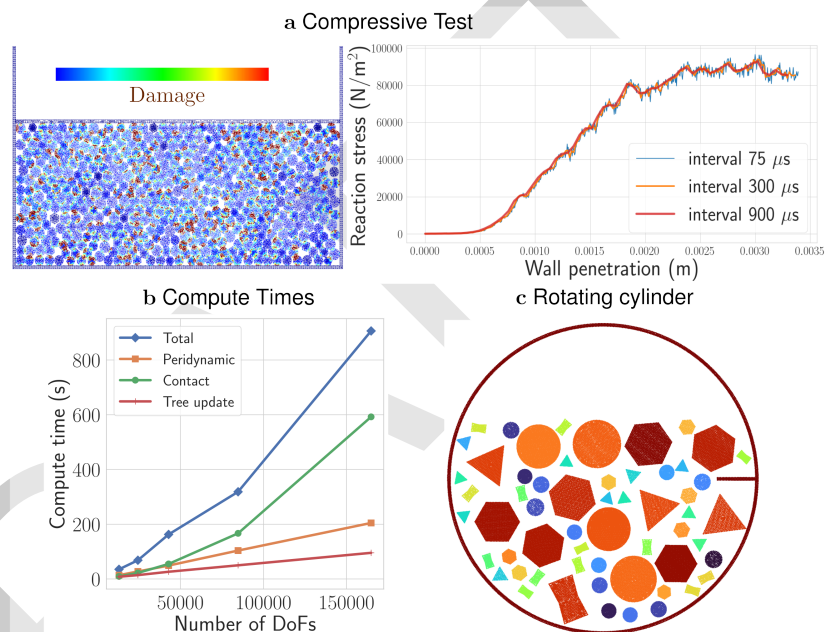 a Compressive Test
Damage
Reaction stress (N/m²)
100000
80000
60000
40000
20000
0
interval 75 μs
interval 300 μs
interval 900 μs
0.0000 0.0005 0.0010 0.0015 0.0020 0.0025 0.0030 0.0035
Wall penetration (m)
b Compute Times
Compute time (s)
800
600
400
200
0
Total
Peridynamic
Contact
Tree update
50000 100000 150000
Number of DoFs
c Rotating cylinder